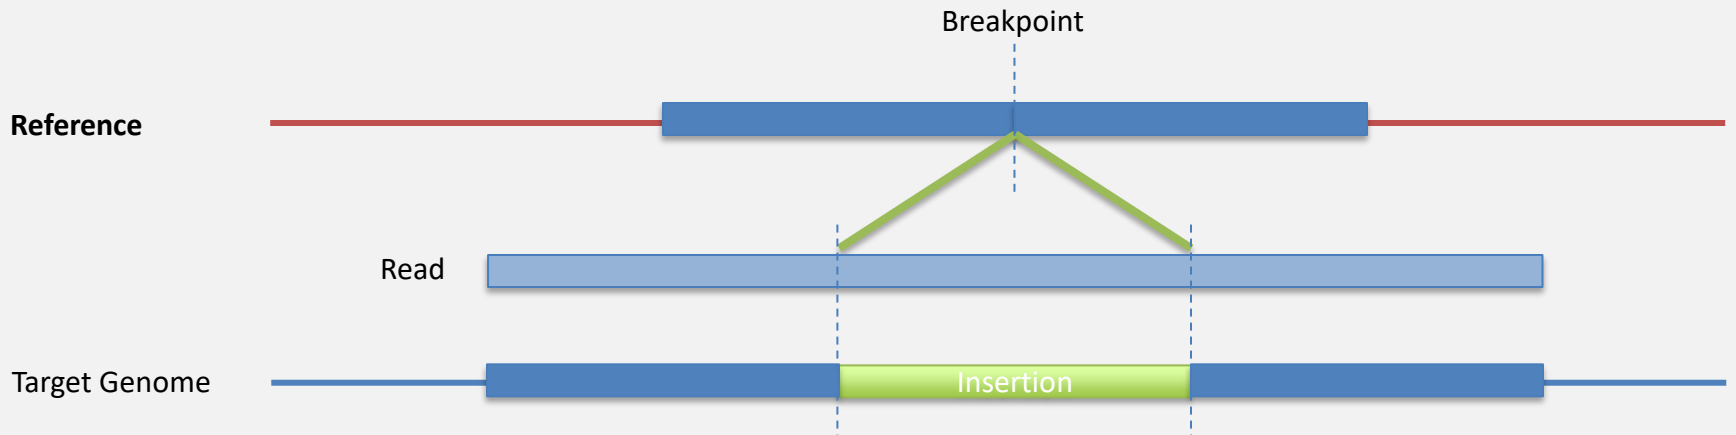 Breakpoint
Reference
Read
Target Genome
Insertion